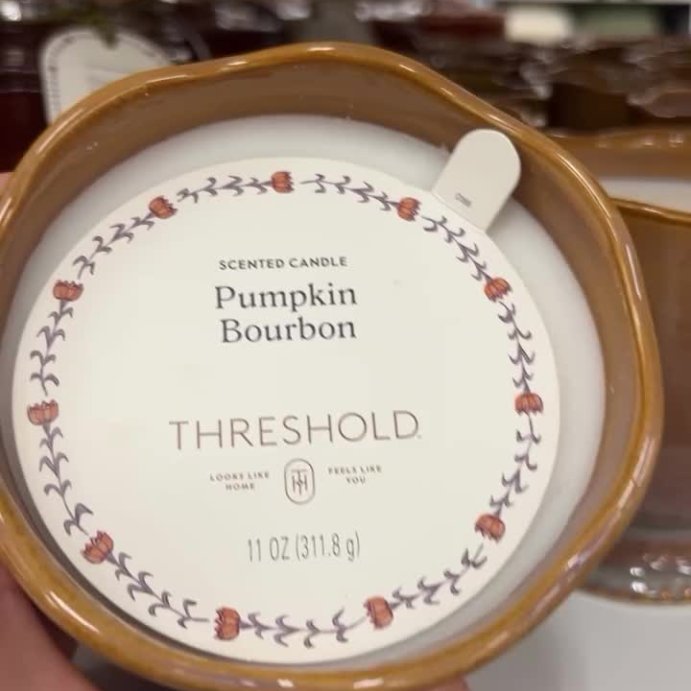 SCENTED CANDLE
Pumpkin
Bourbon
THRESHOLD
LOOKS LIKE
HOME
FEELS LIKE
YOU
11 OZ (311.8 g)